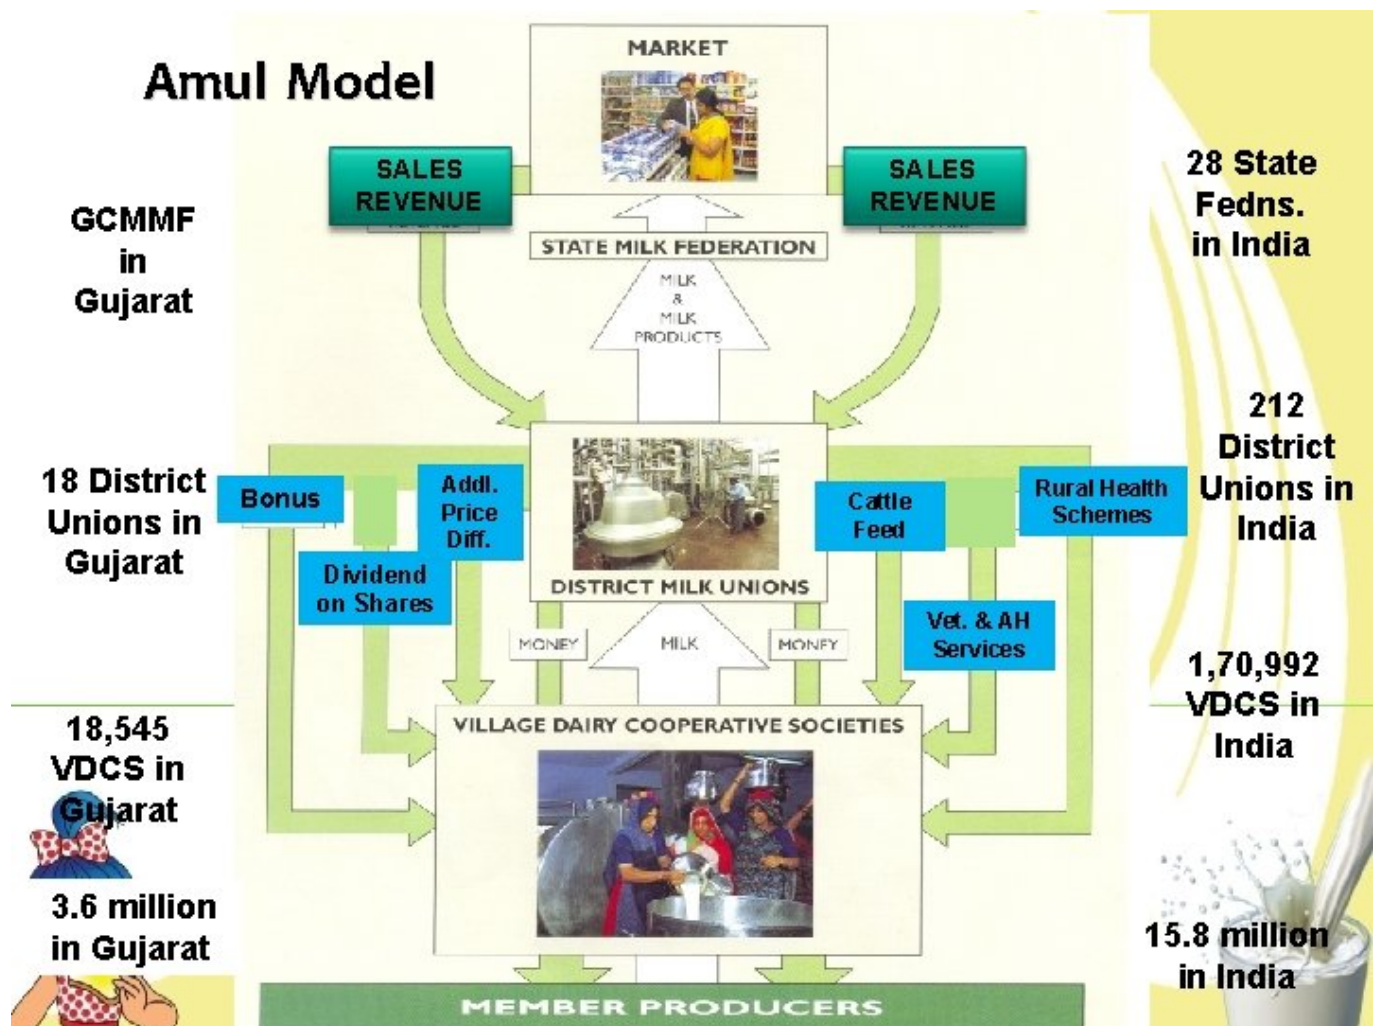 Amul Model
MARKET
SALES
REVENUE
SALES
REVENUE
GCMMF
in
Gujarat
28 State
Fedns.
in India
STATE MILK FEDERATION
MILK
&
MILK
PRODUCTS
18 District
Unions in
Gujarat
212
District
Unions in
India
Bonus
Addl.
Price
Diff.
Dividend
on Shares
Cattle
Feed
Rural Health
Schemes
Vet. & AH
Services
DISTRICT MILK UNIONS
MONEY
MILK
MONEY
18,545
VDCS in
Gujarat
1,70,992
VDCS in
India
VILLAGE DAIRY COOPERATIVE SOCIETIES
3.6 million
in Gujarat
15.8 million
in India
MEMBER PRODUCERS